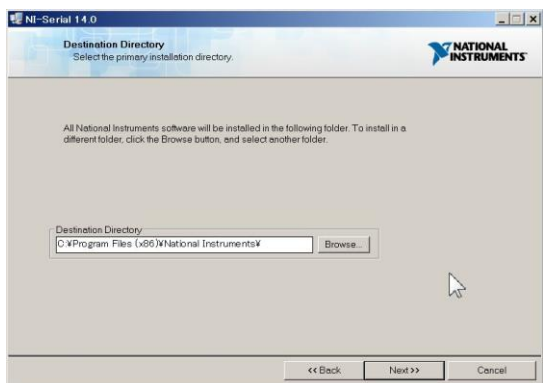 NI-Serial 14.0
Destination Directory
Select the primary installation directory.
NATIONAL
INSTRUMENTS
All National Instruments software will be installed in the following folder. To install in a
different folder, click the Browse button, and select another folder.
Destination Directory
C:¥Program Files (x86)¥National Instruments¥
Browse...
<< Back
Next >>
Cancel